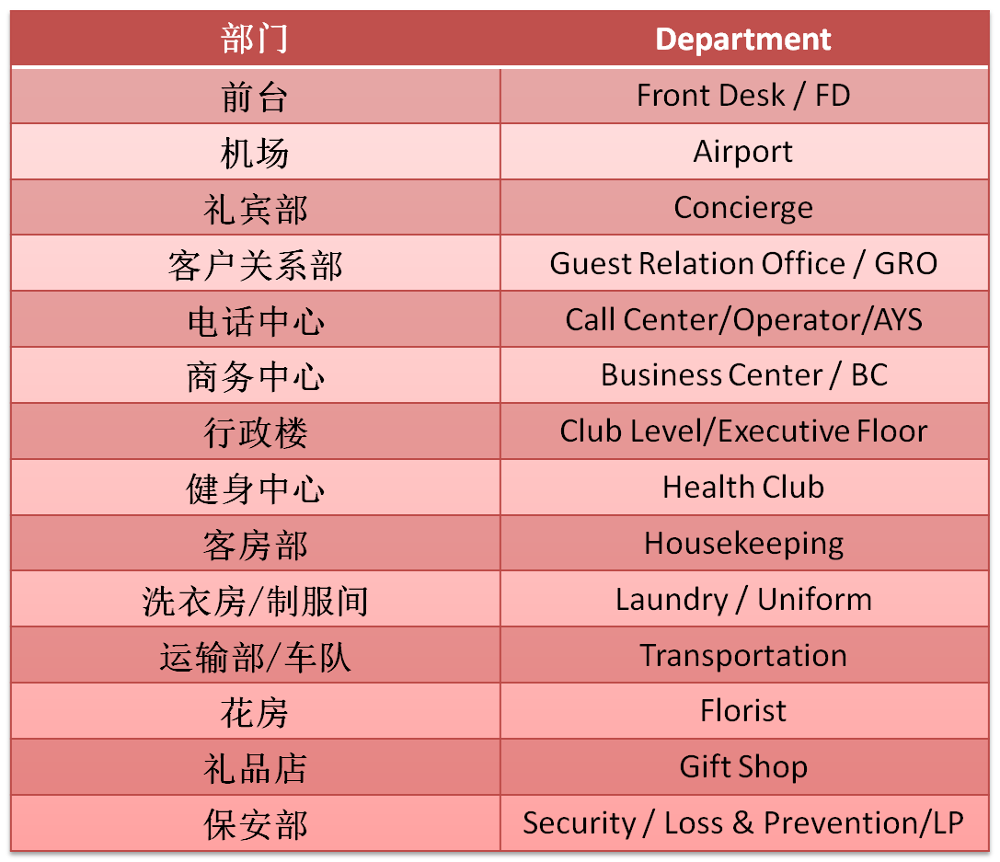 部门 Department
前台 Front Desk / FD
机场 Airport
礼宾部 Concierge
客户关系部 Guest Relation Office / GRO
电话中心 Call Center/Operator/AYS
商务中心 Business Center / BC
行政楼 Club Level/Executive Floor
健身中心 Health Club
客房部 Housekeeping
洗衣房/制服间 Laundry / Uniform
运输部/车队 Transportation
花房 Florist
礼品店 Gift Shop
保安部 Security / Loss & Prevention/LP